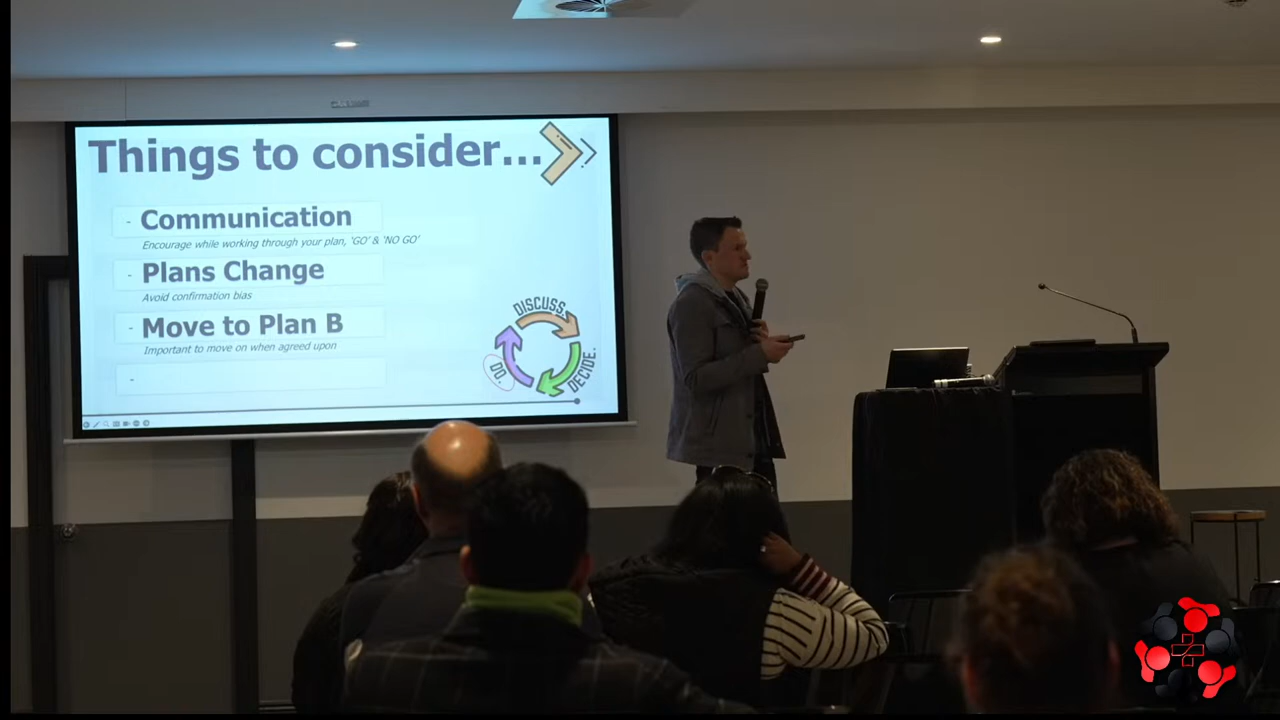 Things to consider...
- Communication
Encourage while working through your plan, 'GO' & 'NO GO'
- Plans Change
Avoid confirmation bias
- Move to Plan B
Important to move on when agreed upon
-
DISCUSS.
DECIDE.
DO.